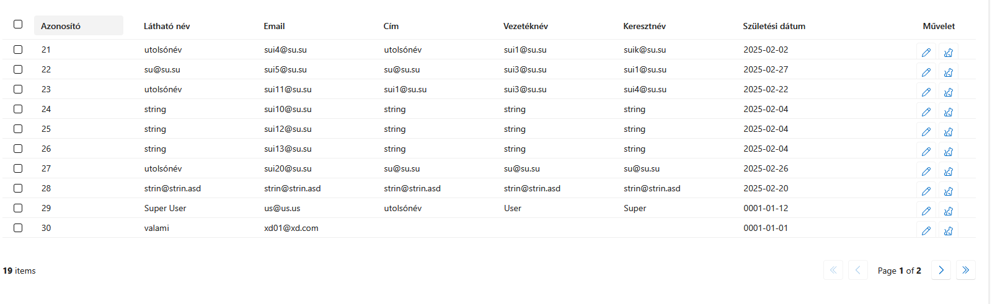 Azonosító Látható név Email Cím Vezetéknév Keresztnév Születési dátum Művelet
21 utolsónév sui4@su.su utolsónév sui1@su.su suik@su.su 2025-02-02
22 su@su.su sui5@su.su su@su.su sui3@su.su sui1@su.su 2025-02-27
23 utolsónév sui11@su.su sui1@su.su sui3@su.su sui4@su.su 2025-02-22
24 string sui10@su.su string string string 2025-02-04
25 string sui12@su.su string string string 2025-02-04
26 string sui13@su.su string string string 2025-02-04
27 utolsónév sui20@su.su su@su.su su@su.su su@su.su 2025-02-26
28 strin@strin.asd strin@strin.asd strin@strin.asd strin@strin.asd strin@strin.asd 2025-02-20
29 Super User us@us.us utolsónév User Super 0001-01-12
30 valami xd01@xd.com 0001-01-01
19 items Page 1 of 2